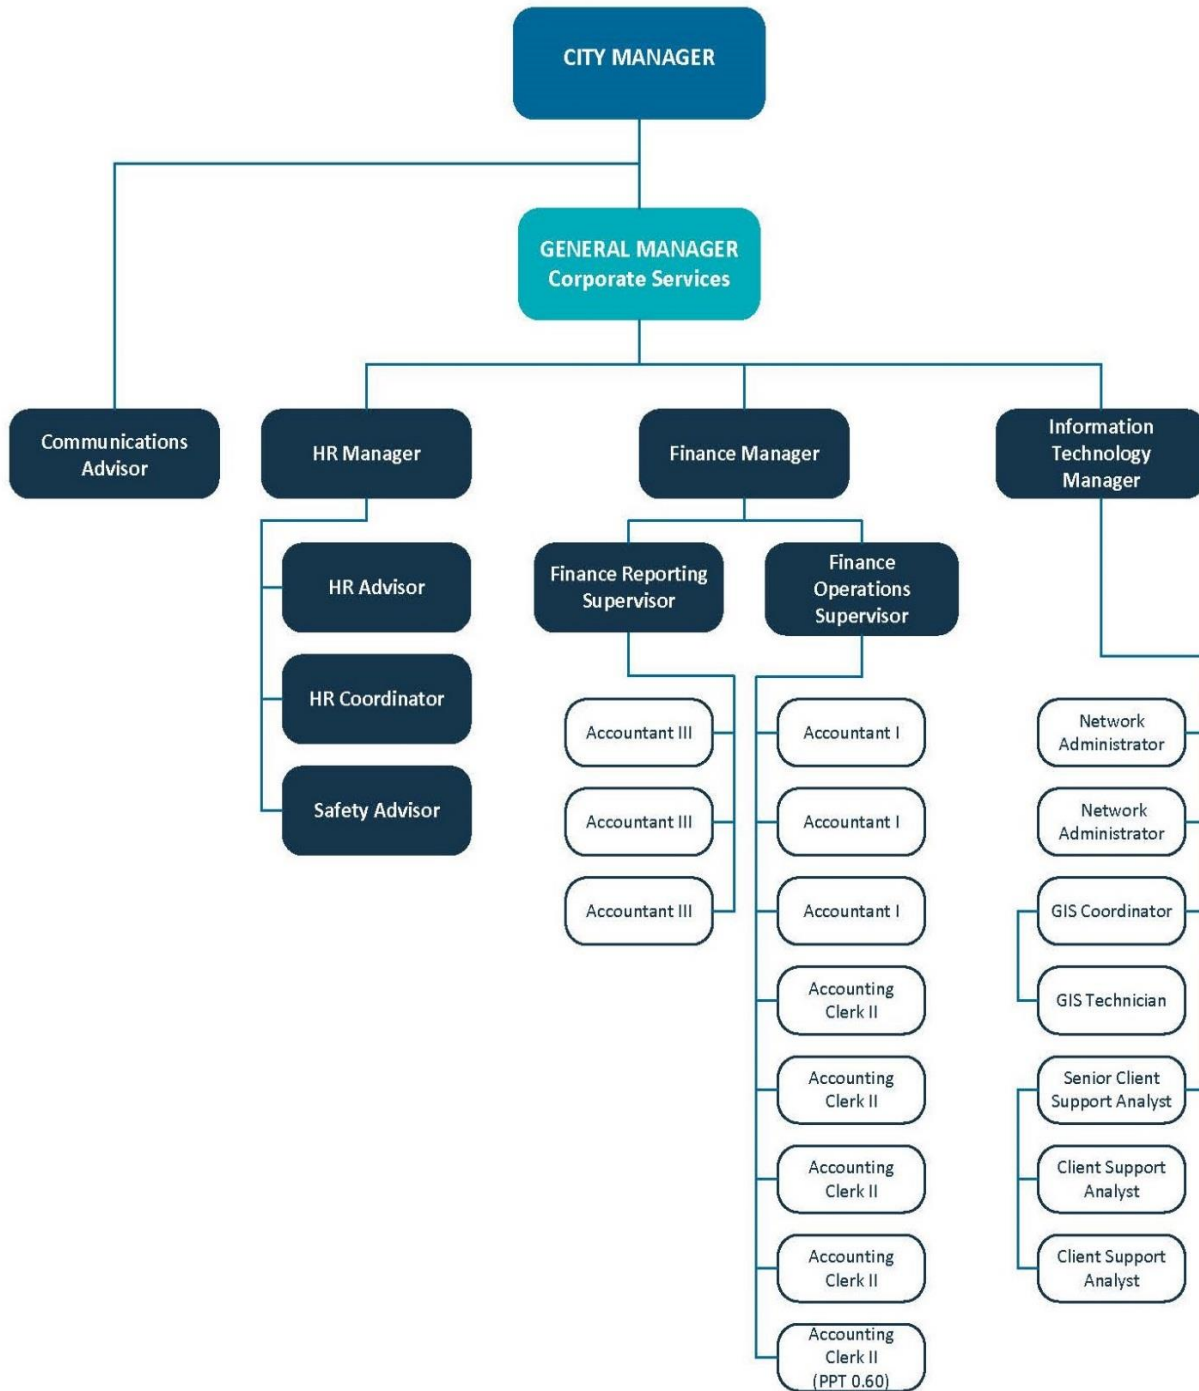 CITY MANAGER
GENERAL MANAGER
Corporate Services
Communications
Advisor
HR Manager
Finance Manager
Information
Technology
Manager
HR Advisor
HR Coordinator
Safety Advisor
Finance Reporting
Supervisor
Finance
Operations
Supervisor
Accountant III
Accountant III
Accountant III
Accountant I
Accountant I
Accountant I
Accounting
Clerk II
Accounting
Clerk II
Accounting
Clerk II
Accounting
Clerk II
Accounting
Clerk II
(PPT 0.60)
Network
Administrator
Network
Administrator
GIS Coordinator
GIS Technician
Senior Client
Support Analyst
Client Support
Analyst
Client Support
Analyst